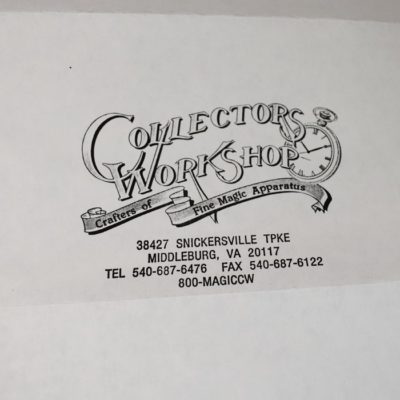 COLLECTORS
WORKSHOP
Crafters of Fine Magic Apparatus
38427 SNICKERSVILLE TPKE
MIDDLEBURG, VA 20117
TEL 540-687-6476 FAX 540-687-6122
800-MAGICCW